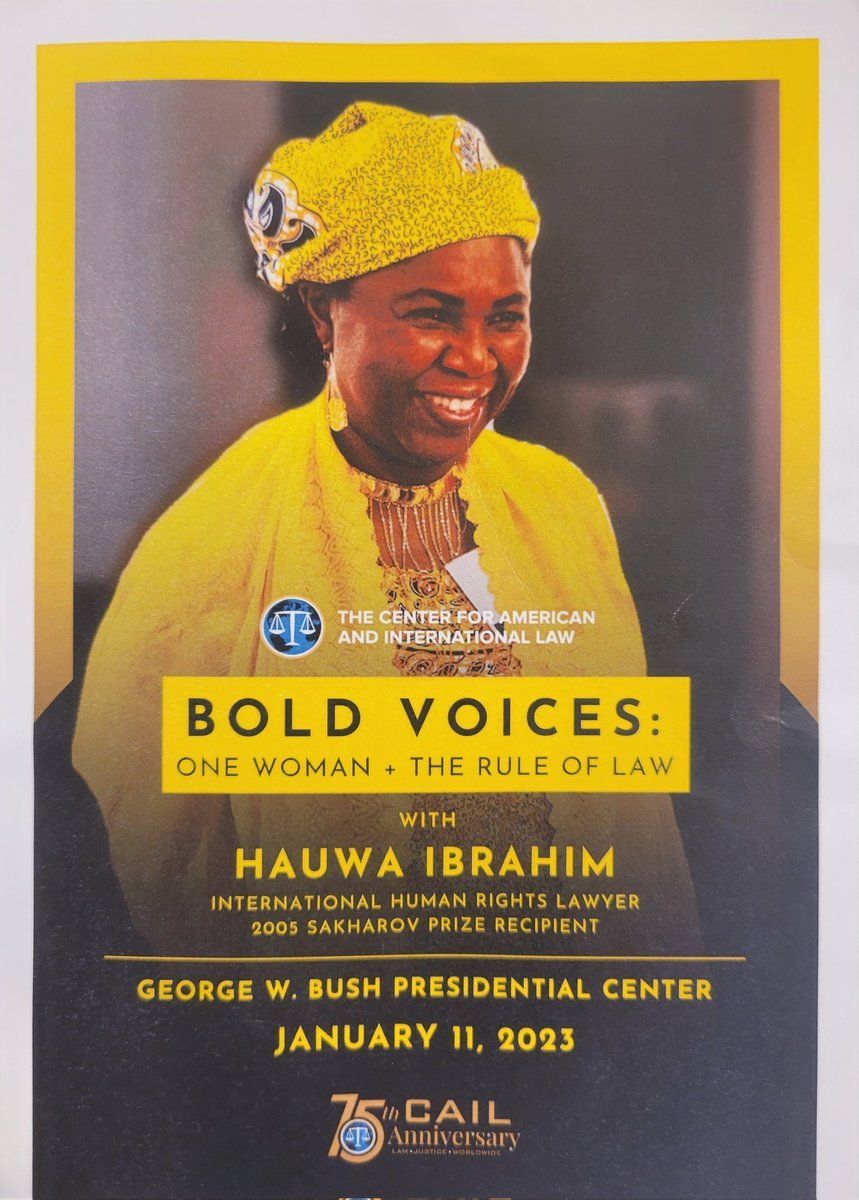 THE CENTER FOR AMERICAN
AND INTERNATIONAL LAW
BOLD VOICES:
ONE WOMAN + THE RULE OF LAW
WITH
HAUWA IBRAHIM
INTERNATIONAL HUMAN RIGHTS LAWYER
2005 SAKHAROV PRIZE RECIPIENT
GEORGE W. BUSH PRESIDENTIAL CENTER
JANUARY 11, 2023
75th CAIL
Anniversary
LAW • JUSTICE • WORLDWIDE